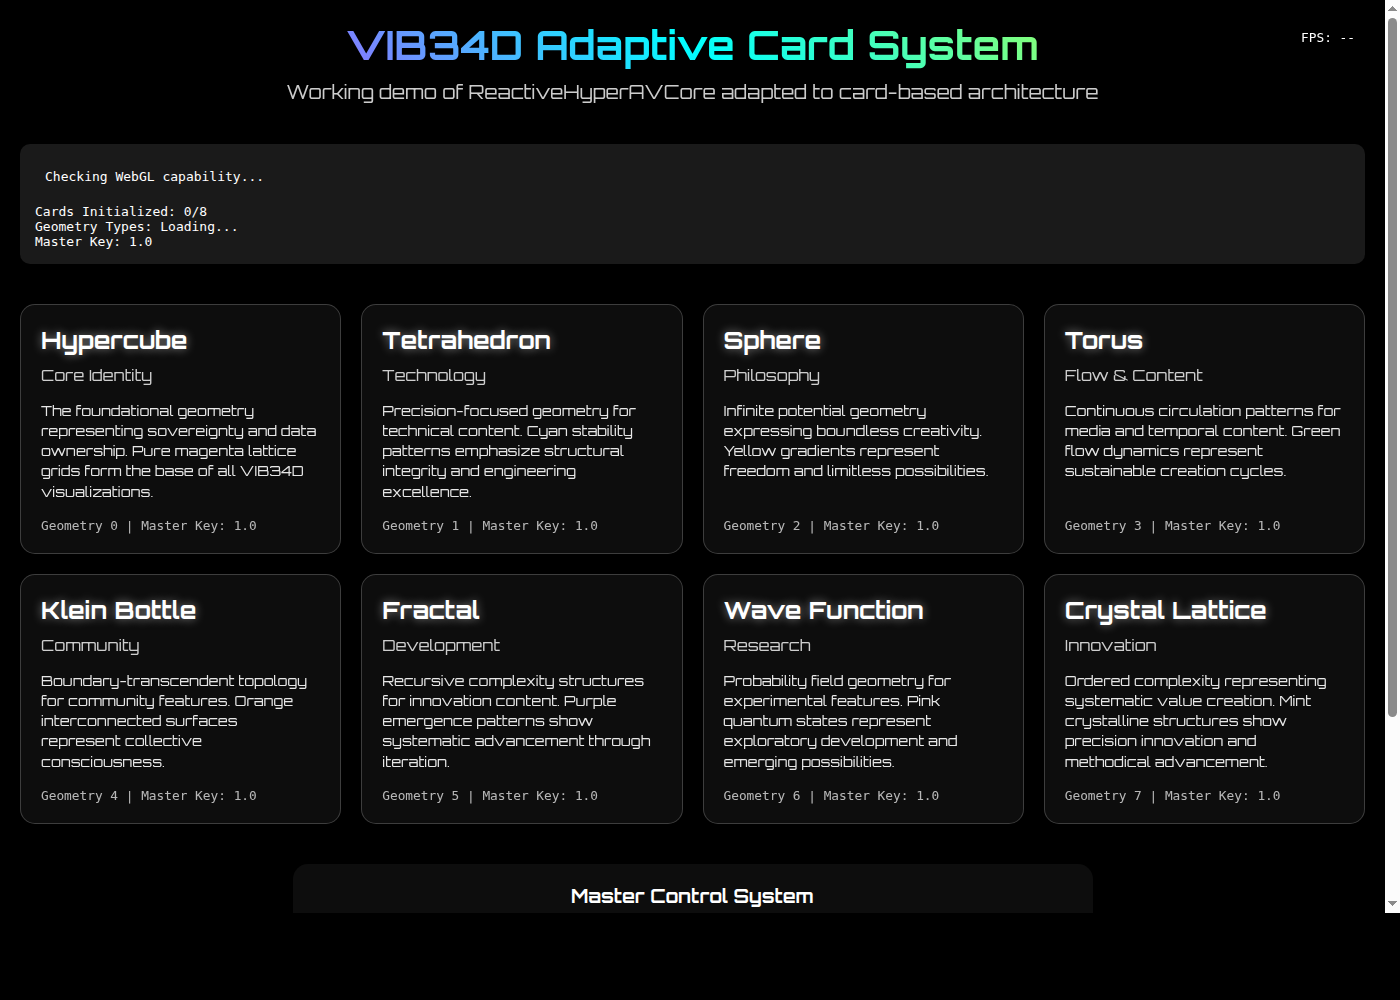 VIB34D Adaptive Card System
FPS: --
Working demo of ReactiveHyperAVCore adapted to card-based architecture
Checking WebGL capability...
Cards Initialized: 0/8
Geometry Types: Loading...
Master Key: 1.0
Hypercube
Core Identity
The foundational geometry
representing sovereignty and data
ownership. Pure magenta lattice
grids form the base of all VIB34D
visualizations.
Geometry 0 | Master Key: 1.0
Tetrahedron
Technology
Precision-focused geometry for
technical content. Cyan stability
patterns emphasize structural
integrity and engineering
excellence.
Geometry 1 | Master Key: 1.0
Sphere
Philosophy
Infinite potential geometry
expressing boundless creativity.
Yellow gradients represent
freedom and limitless possibilities.
Geometry 2 | Master Key: 1.0
Torus
Flow & Content
Continuous circulation patterns for
media and temporal content. Green
flow dynamics represent
sustainable creation cycles.
Geometry 3 | Master Key: 1.0
Klein Bottle
Community
Boundary-transcendent topology
for community features. Orange
interconnected surfaces
represent collective
consciousness.
Geometry 4 | Master Key: 1.0
Fractal
Development
Recursive complexity structures
for innovation content. Purple
emergence patterns show
systematic advancement through
iteration.
Geometry 5 | Master Key: 1.0
Wave Function
Research
Probability field geometry for
experimental features. Pink
quantum states represent
exploratory development and
emerging possibilities.
Geometry 6 | Master Key: 1.0
Crystal Lattice
Innovation
Ordered complexity representing
systematic value creation. Mint
crystalline structures show
precision innovation and
methodical advancement.
Geometry 7 | Master Key: 1.0
Master Control System